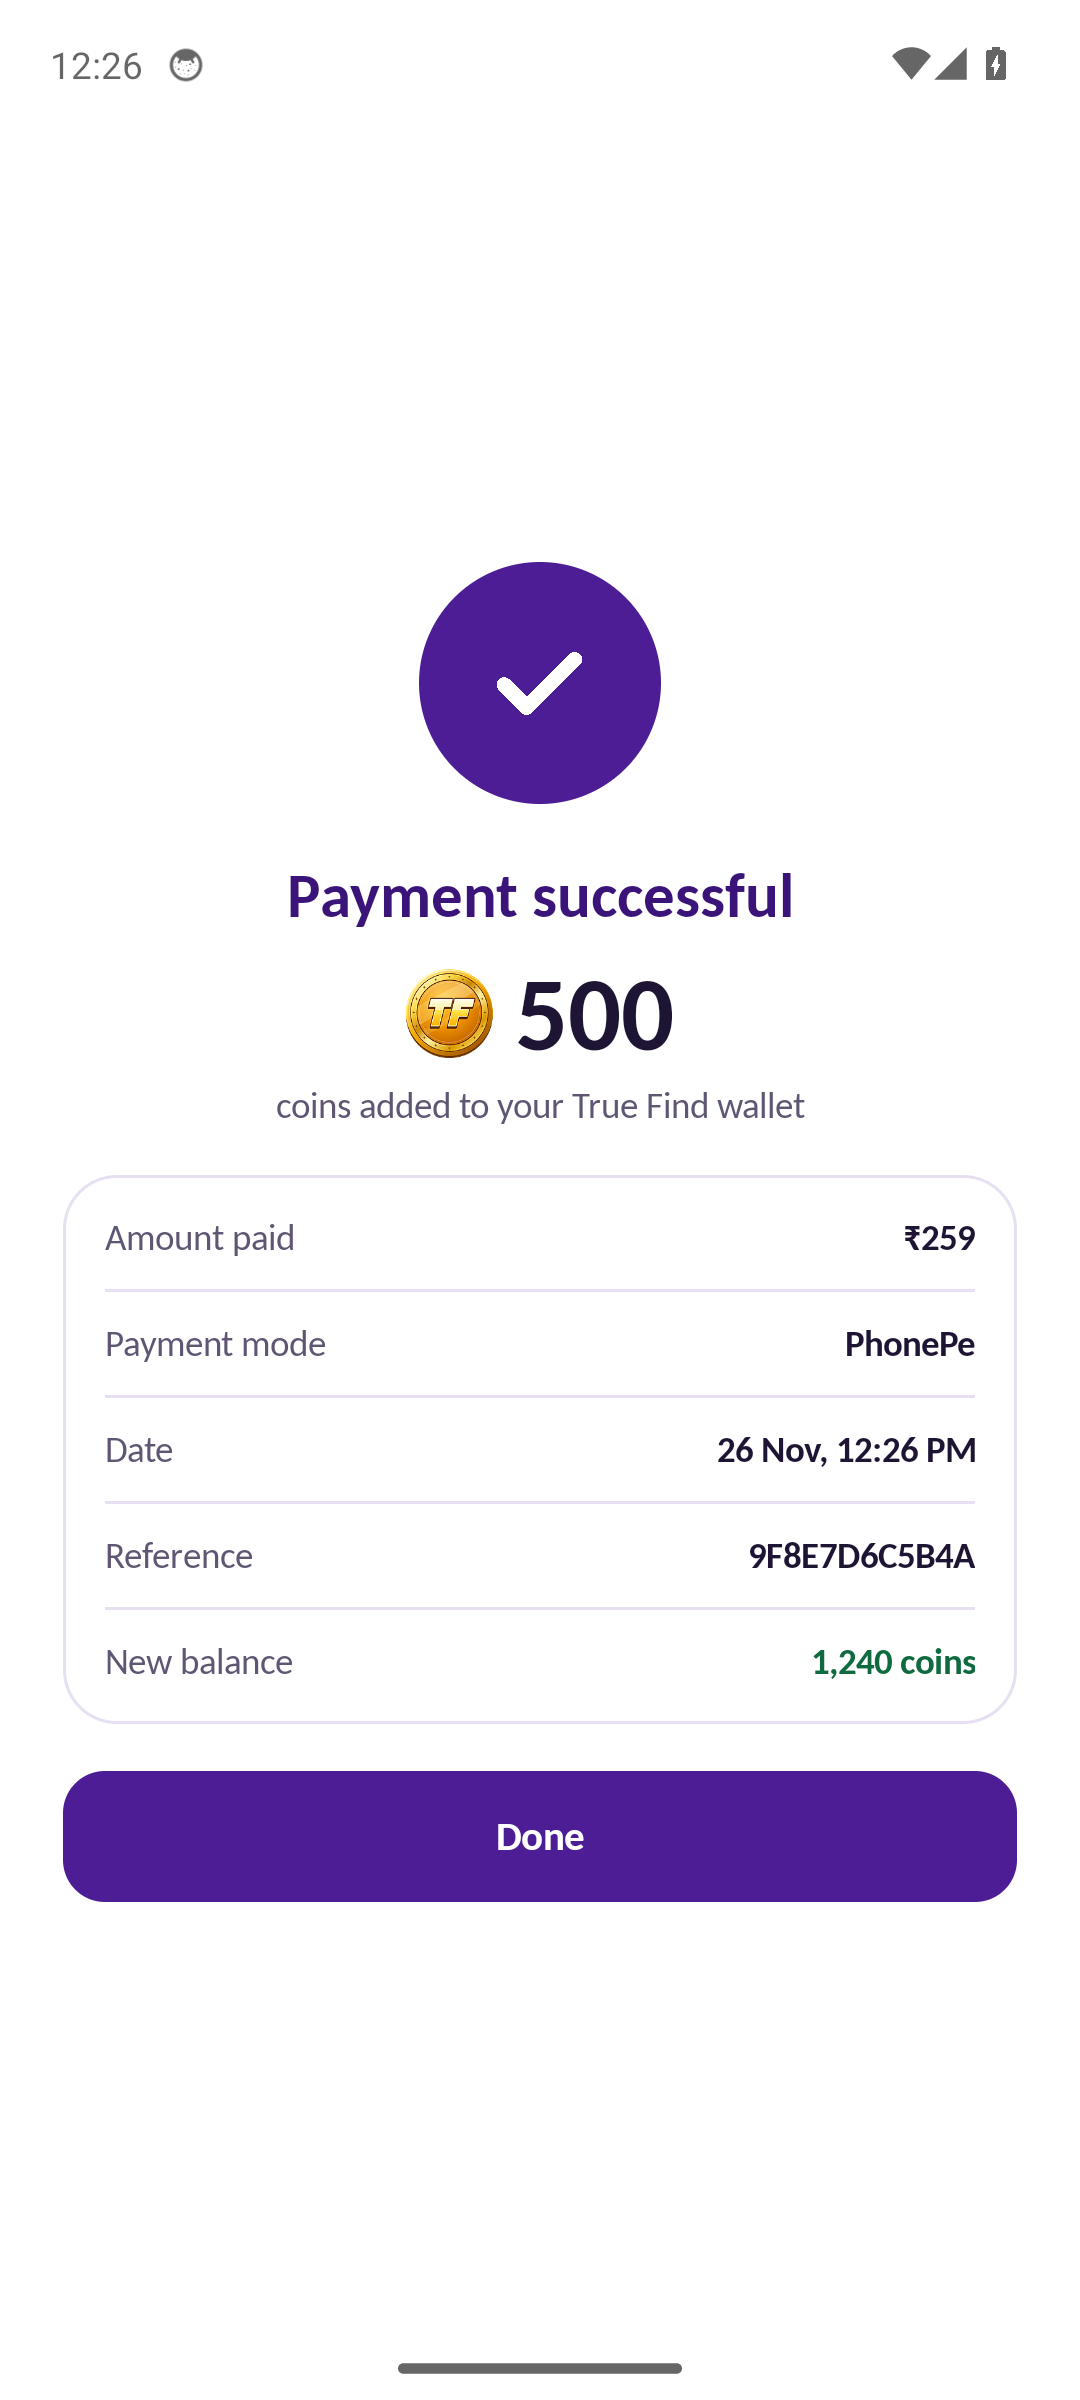 12:26
Payment successful
TF 500
coins added to your True Find wallet
Amount paid ₹259
Payment mode PhonePe
Date 26 Nov, 12:26 PM
Reference 9F8E7D6C5B4A
New balance 1,240 coins
Done